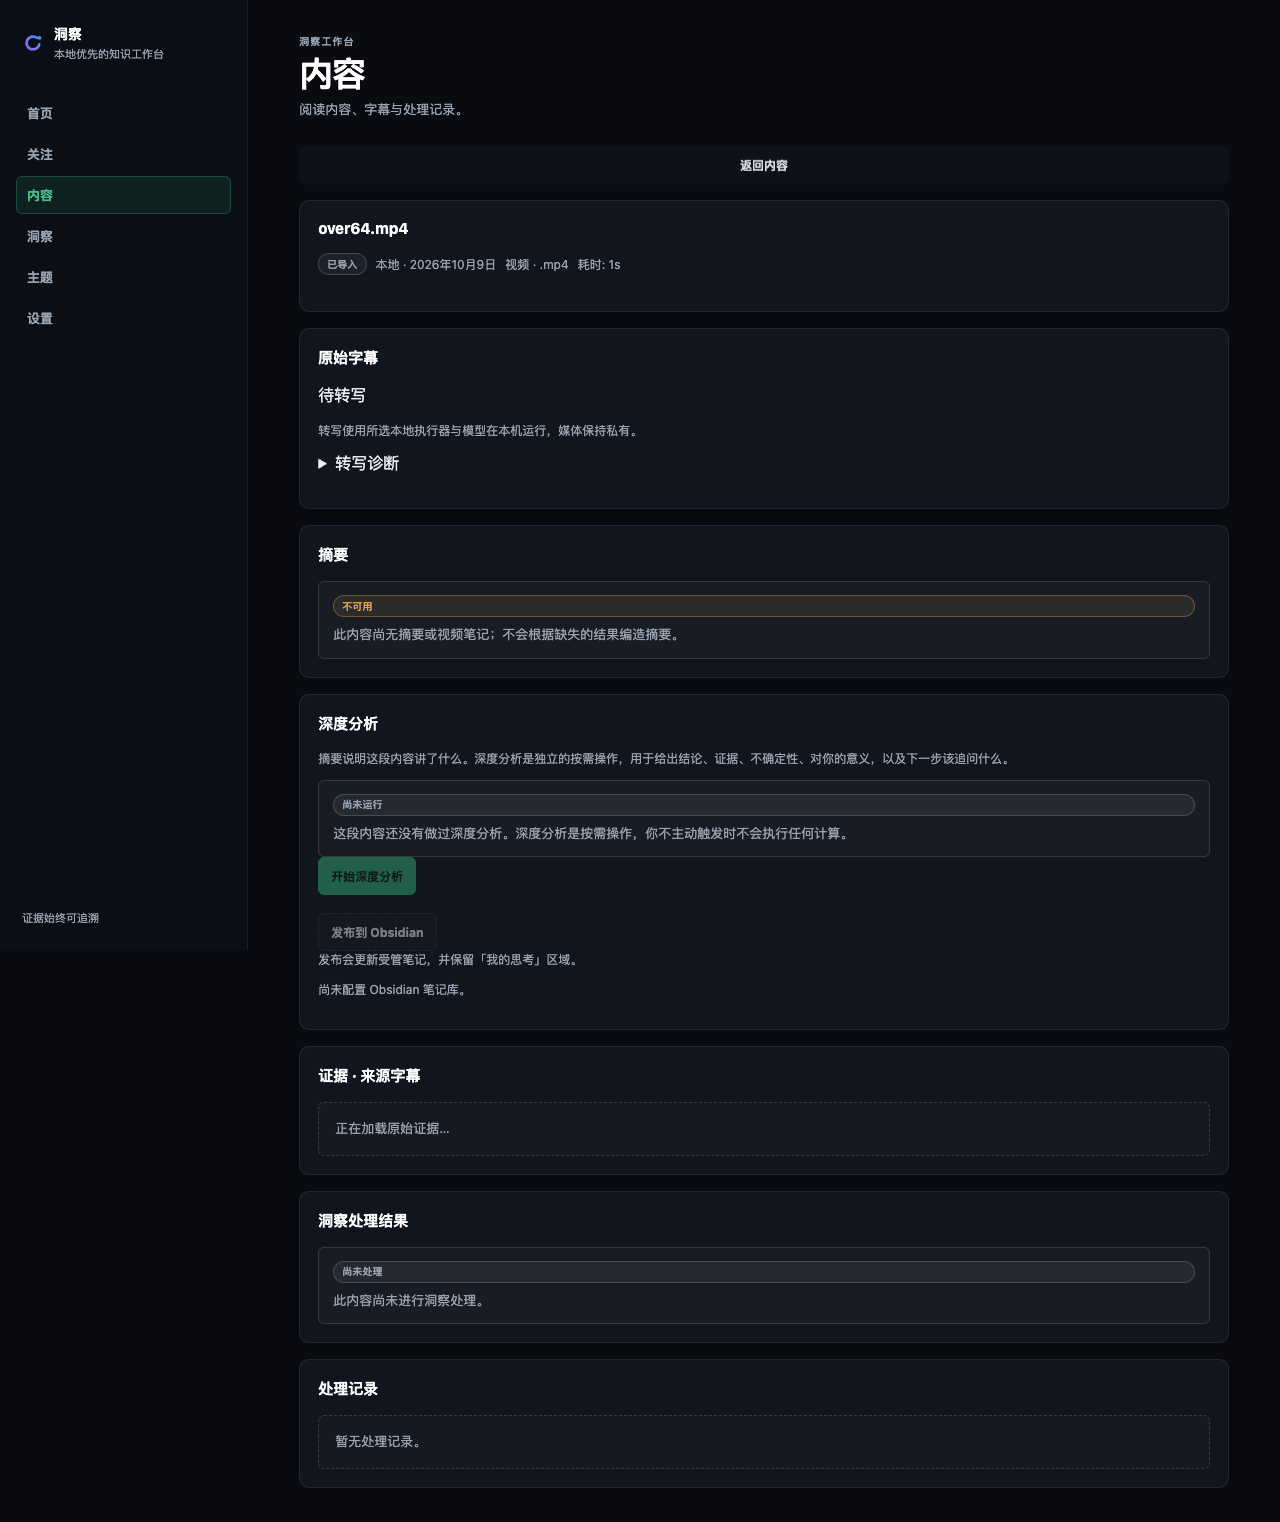 洞察
本地优先的知识工作台
首页
关注
内容
洞察
主题
设置
证据始终可追溯
洞察工作台
内容
阅读内容、字幕与处理记录。
返回内容
over64.mp4
已导入 本地 · 2026年10月9日 视频 · .mp4 耗时: 1s
原始字幕
待转写
转写使用所选本地执行器与模型在本机运行，媒体保持私有。
▶ 转写诊断
摘要
不可用
此内容尚无摘要或视频笔记；不会根据缺失的结果编造摘要。
深度分析
摘要说明这段内容讲了什么。深度分析是独立的按需操作，用于给出结论、证据、不确定性、对你的意义，以及下一步该追问什么。
尚未运行
这段内容还没有做过深度分析。深度分析是按需操作，你不主动触发时不会执行任何计算。
开始深度分析
发布到 Obsidian
发布会更新受管笔记，并保留「我的思考」区域。
尚未配置 Obsidian 笔记库。
证据 · 来源字幕
正在加载原始证据…
洞察处理结果
尚未处理
此内容尚未进行洞察处理。
处理记录
暂无处理记录。